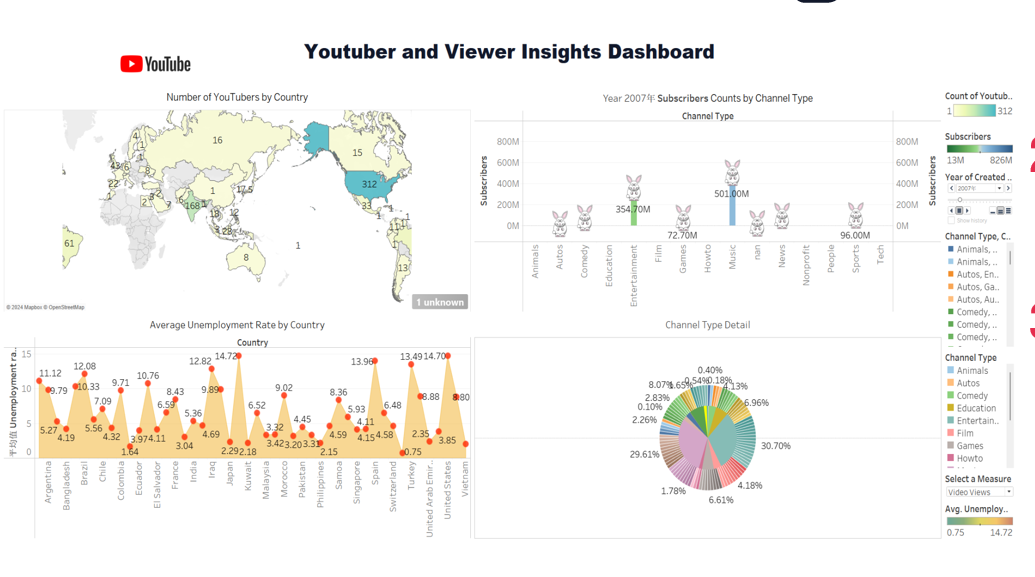 Youtuber and Viewer Insights Dashboard
YouTube
Number of YouTubers by Country
16
15
312
33
168
61
8
13
22
1
© 2024 Mapbox © OpenStreetMap
1 unknown
Year 2007年 Subscribers Counts by Channel Type
Channel Type
Subscribers
800M
600M
400M
200M
0M
354.70M
72.70M
501.00M
96.00M
800M
600M
400M
200M
0M
Subscribers
Animals
Autos
Comedy
Education
Entertainment
Film
Games
Howto
Music
nan
News
Nonprofit
People
Sports
Tech
Count of Youtub..
1 312
Subscribers
13M 826M
Year of Created ..
2007年
Show history
Channel Type, C..
Animals, ..
Animals, ..
Autos, En..
Autos, Ga..
Autos, Au..
Comedy, ..
Comedy, ..
Comedy, ..
Channel Type
Animals
Autos
Comedy
Education
Entertain..
Film
Games
Howto
Select a Measure
Video Views
Avg. Unemploy..
0.75 14.72
Average Unemployment Rate by Country
Country
平均值 Unemployment ra..
15
10
5
0
11.12
5.27
9.79
4.19
10.33
12.08
5.56
7.09
4.32
9.71
1.64
3.97
10.76
4.11
6.59
8.43
3.04
5.36
4.69
12.82
9.89
2.29
14.72
2.18
6.52
3.32
3.42
9.02
3.20
4.45
3.33
2.15
4.59
8.36
5.93
4.15
4.11
13.96
6.48
4.58
0.75
13.49
8.88
2.35
3.85
14.70
8.80
Argentina
Bangladesh
Brazil
Chile
Colombia
Ecuador
El Salvador
France
India
Iraq
Japan
Kuwait
Malaysia
Morocco
Pakistan
Philippines
Samoa
Singapore
Spain
Switzerland
Turkey
United Arab Emir..
United States
Vietnam
Channel Type Detail
0.40%
0.54%
0.18%
4.13%
6.96%
30.70%
4.18%
6.61%
1.78%
29.61%
2.26%
0.10%
2.83%
8.07%
1.65%